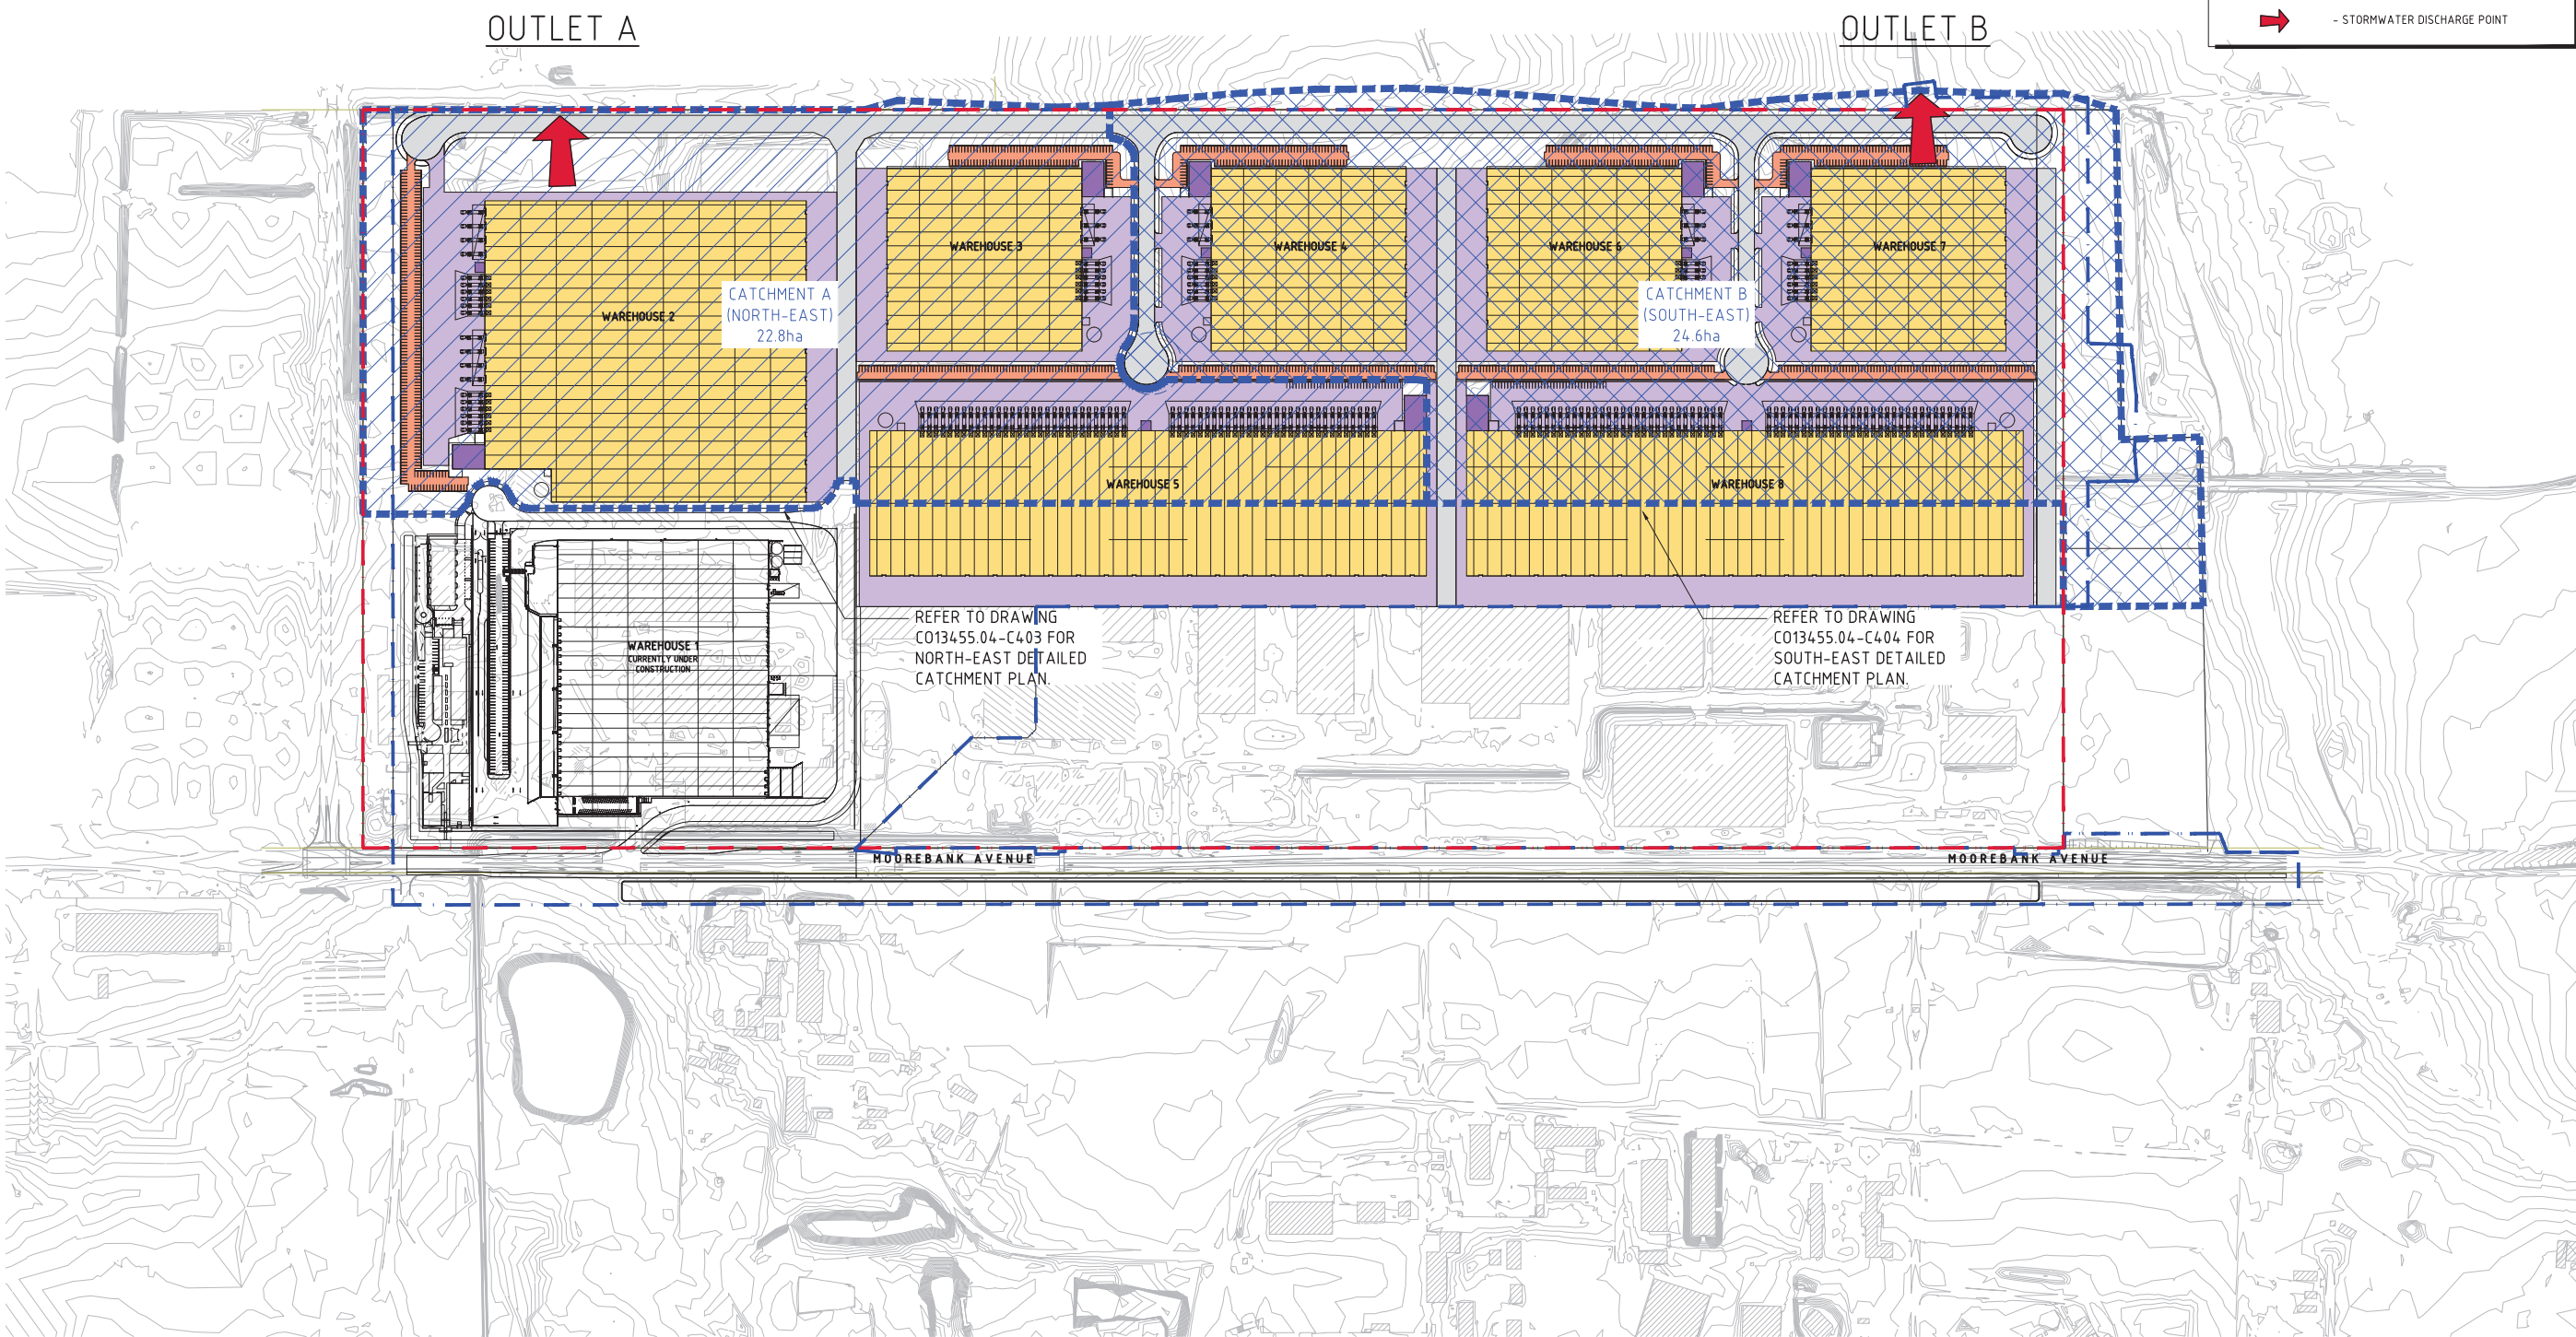 OUTLET A
OUTLET B
- STORMWATER DISCHARGE POINT
WAREHOUSE 3
WAREHOUSE 4
WAREHOUSE 6
WAREHOUSE 7
WAREHOUSE 2
CATCHMENT A
(NORTH-EAST)
22.8ha
CATCHMENT B
(SOUTH-EAST)
24.6ha
WAREHOUSE 5
WAREHOUSE 8
WAREHOUSE 1
CURRENTLY UNDER
CONSTRUCTION
REFER TO DRAWING
CO13455.04-C403 FOR
NORTH-EAST DETAILED
CATCHMENT PLAN.
REFER TO DRAWING
CO13455.04-C404 FOR
SOUTH-EAST DETAILED
CATCHMENT PLAN.
MOOREBANK AVENUE
MOOREBANK AVENUE